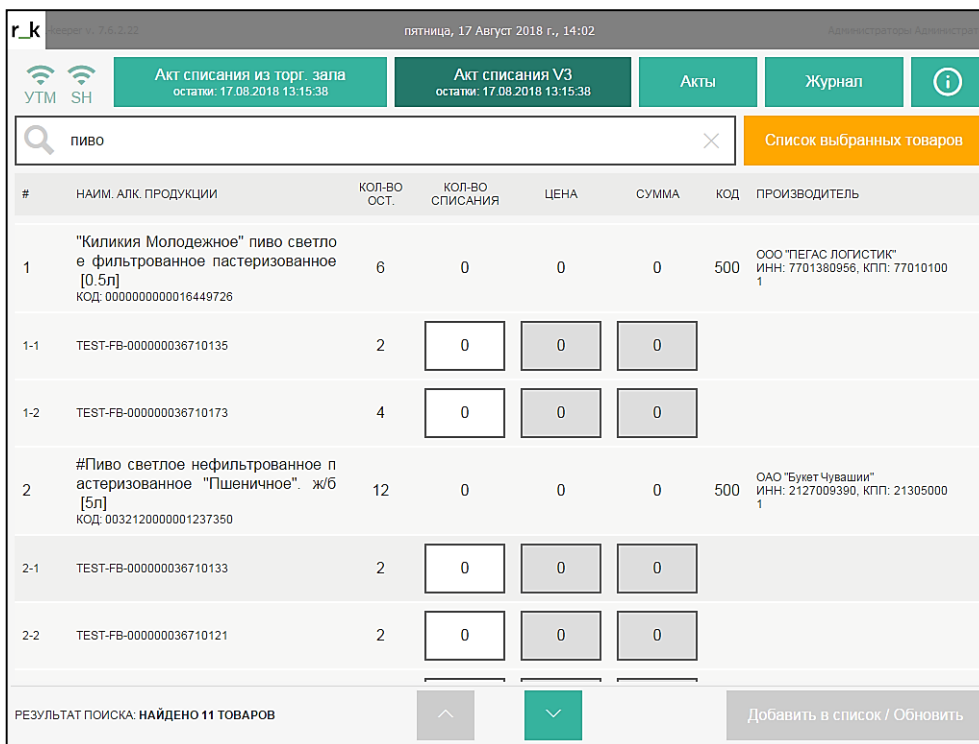 r_k
-keeper v. 7.6.2.22
пятница, 17 Август 2018 г., 14:02
Администраторы Администрат
УТМ
SH
Акт списания из торг. зала
остатки: 17.08.2018 13:15:38
Акт списания V3
остатки: 17.08.2018 13:15:38
Акты
Журнал
пиво
Список выбранных товаров
# НАИМ. АЛК. ПРОДУКЦИИ КОЛ-ВО ОСТ. КОЛ-ВО СПИСАНИЯ ЦЕНА СУММА КОД ПРОИЗВОДИТЕЛЬ
"Киликия Молодежное" пиво светло
е фильтрованное пастеризованное
[0.5л]
КОД: 0000000000016449726
1 6 0 0 0 500
ООО "ПЕГАС ЛОГИСТИК"
ИНН: 7701380956, КПП: 77010100
1
1-1 TEST-FB-000000036710135 2 0 0 0
1-2 TEST-FB-000000036710173 4 0 0 0
#Пиво светлое нефильтрованное п
астеризованное "Пшеничное". ж/б
[5л]
КОД: 0032120000001237350
2 12 0 0 0 500
ОАО "Букет Чувашии"
ИНН: 2127009390, КПП: 21305000
1
2-1 TEST-FB-000000036710133 2 0 0 0
2-2 TEST-FB-000000036710121 2 0 0 0
РЕЗУЛЬТАТ ПОИСКА: НАЙДЕНО 11 ТОВАРОВ
Добавить в список / Обновить